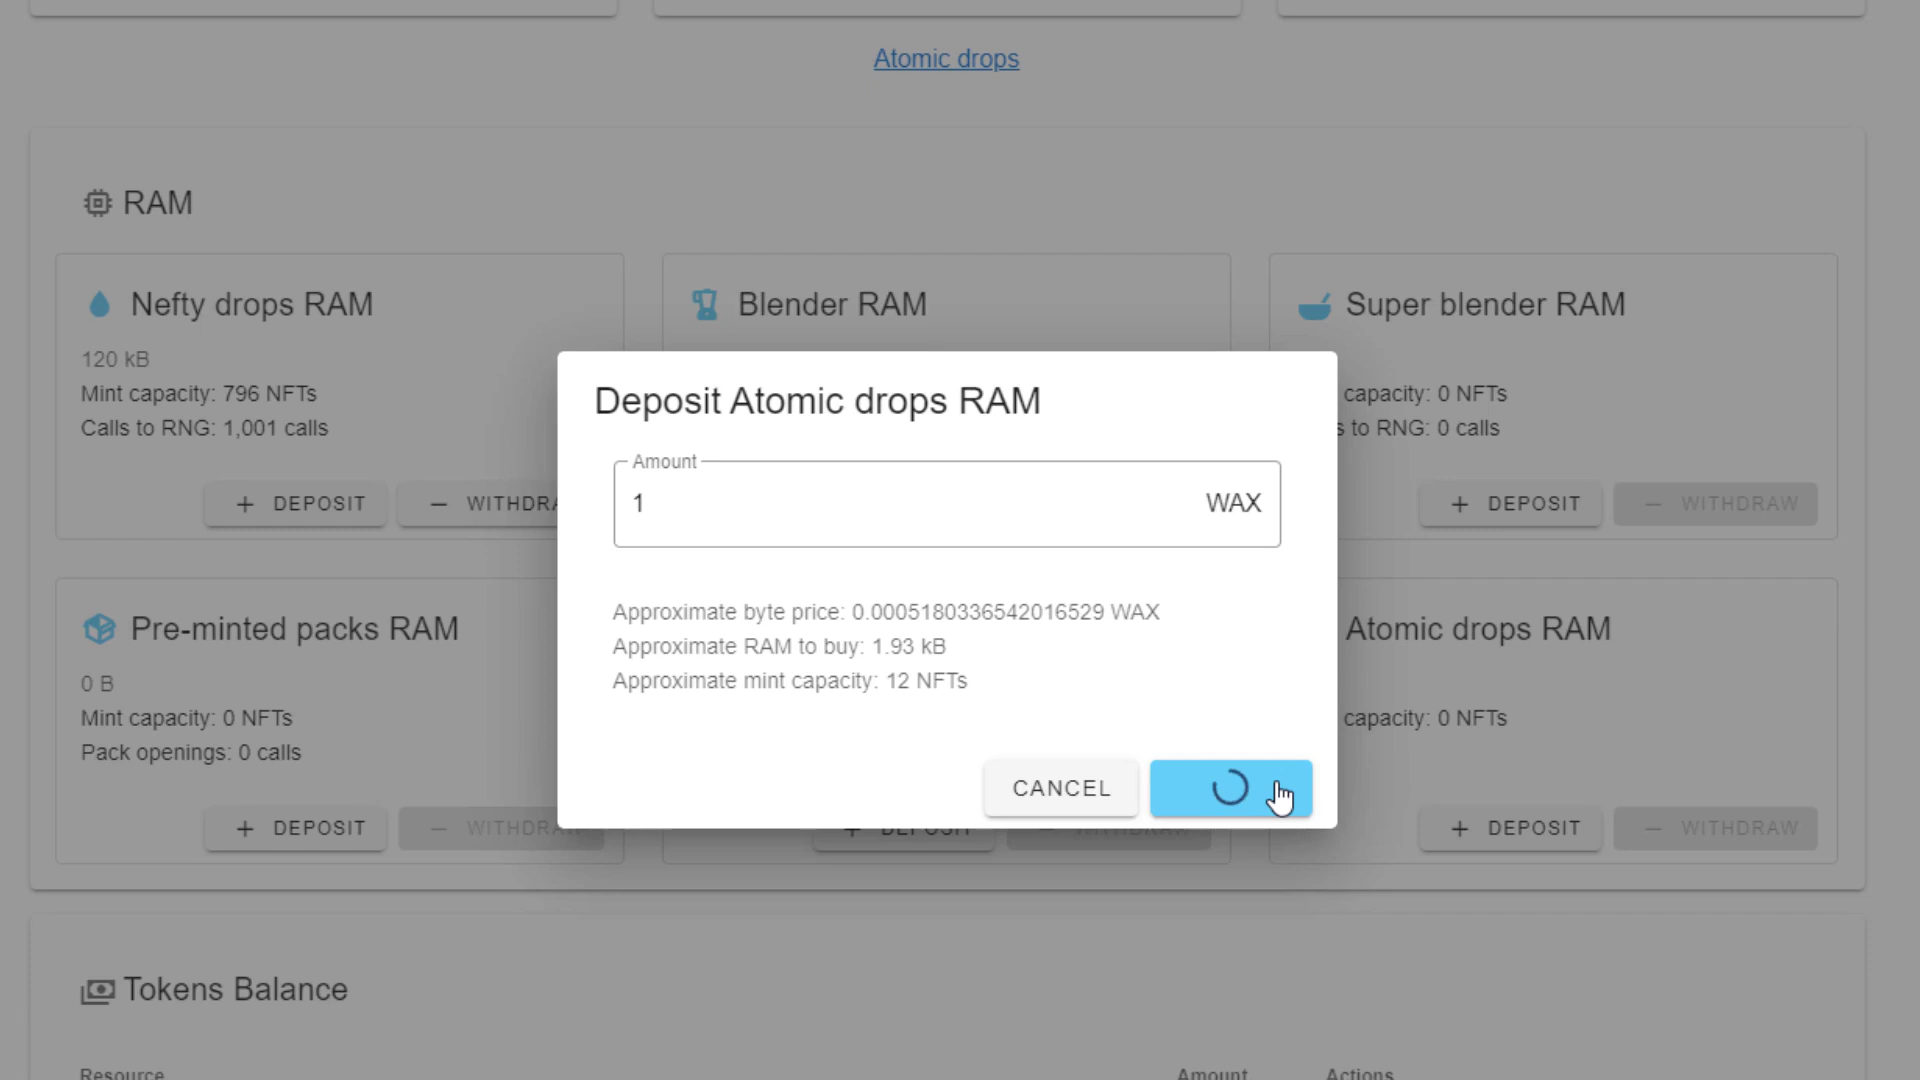 Atomic drops
RAM
Nefty drops RAM
120 kB
Mint capacity: 796 NFTs
Calls to RNG: 1,001 calls
+ DEPOSIT
Blender RAM
Super blender RAM
capacity: 0 NFTs
s to RNG: 0 calls
+ DEPOSIT
— WITHDRAW
Deposit Atomic drops RAM
Amount
1 WAX
Approximate byte price: 0.0005180336542016529 WAX
Approximate RAM to buy: 1.93 kB
Approximate mint capacity: 12 NFTs
CANCEL
Pre-minted packs RAM
0 B
Mint capacity: 0 NFTs
Pack openings: 0 calls
+ DEPOSIT
Atomic drops RAM
capacity: 0 NFTs
+ DEPOSIT
— WITHDRAW
Tokens Balance
Resource
Amount
Actions